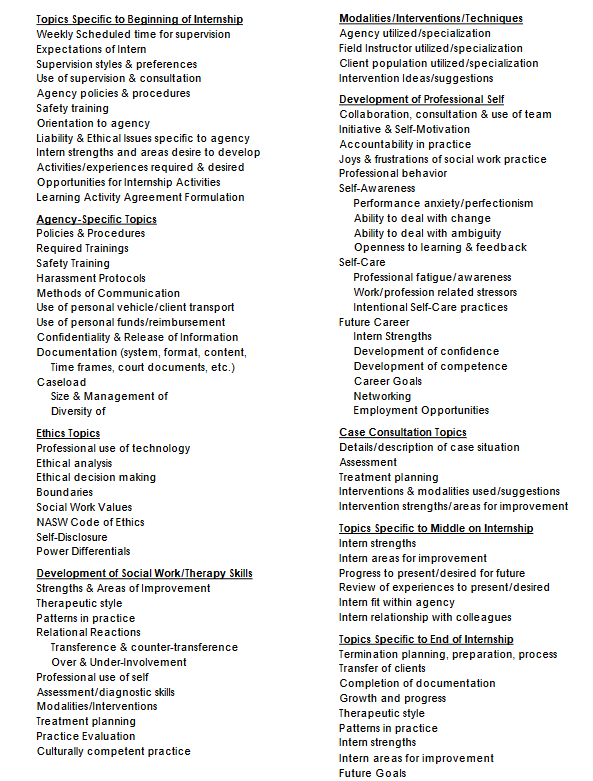 Topics Specific to Beginning of Internship
Weekly Scheduled time for supervision
Expectations of Intern
Supervision styles & preferences
Use of supervision & consultation
Agency policies & procedures
Safety training
Orientation to agency
Liability & Ethical Issues specific to agency
Intern strengths and areas desire to develop
Activities/experiences required & desired
Opportunities for Internship Activities
Learning Activity Agreement Formulation
Agency-Specific Topics
Policies & Procedures
Required Trainings
Safety Training
Harassment Protocols
Methods of Communication
Use of personal vehicle/client transport
Use of personal funds/reimbursement
Confidentiality & Release of Information
Documentation (system, format, content,
Time frames, court documents, etc.)
Caseload
Size & Management of
Diversity of
Ethics Topics
Professional use of technology
Ethical analysis
Ethical decision making
Boundaries
Social Work Values
NASW Code of Ethics
Self-Disclosure
Power Differentials
Development of Social Work/Therapy Skills
Strengths & Areas of Improvement
Therapeutic style
Patterns in practice
Relational Reactions
Transference & counter-transference
Over & Under-Involvement
Professional use of self
Assessment/diagnostic skills
Modalities/Interventions
Treatment planning
Practice Evaluation
Culturally competent practice
Modalities/Interventions/Techniques
Agency utilized/specialization
Field Instructor utilized/specialization
Client population utilized/specialization
Intervention Ideas/suggestions
Development of Professional Self
Collaboration, consultation & use of team
Initiative & Self-Motivation
Accountability in practice
Joys & frustrations of social work practice
Professional behavior
Self-Awareness
Performance anxiety/perfectionism
Ability to deal with change
Ability to deal with ambiguity
Openness to learning & feedback
Self-Care
Professional fatigue/awareness
Work/profession related stressors
Intentional Self-Care practices
Future Career
Intern Strengths
Development of confidence
Development of competence
Career Goals
Networking
Employment Opportunities
Case Consultation Topics
Details/description of case situation
Assessment
Treatment planning
Interventions & modalities used/suggestions
Intervention strengths/areas for improvement
Topics Specific to Middle on Internship
Intern strengths
Intern areas for improvement
Progress to present/desired for future
Review of experiences to present/desired
Intern fit within agency
Intern relationship with colleagues
Topics Specific to End of Internship
Termination planning, preparation, process
Transfer of clients
Completion of documentation
Growth and progress
Therapeutic style
Patterns in practice
Intern strengths
Intern areas for improvement
Future Goals